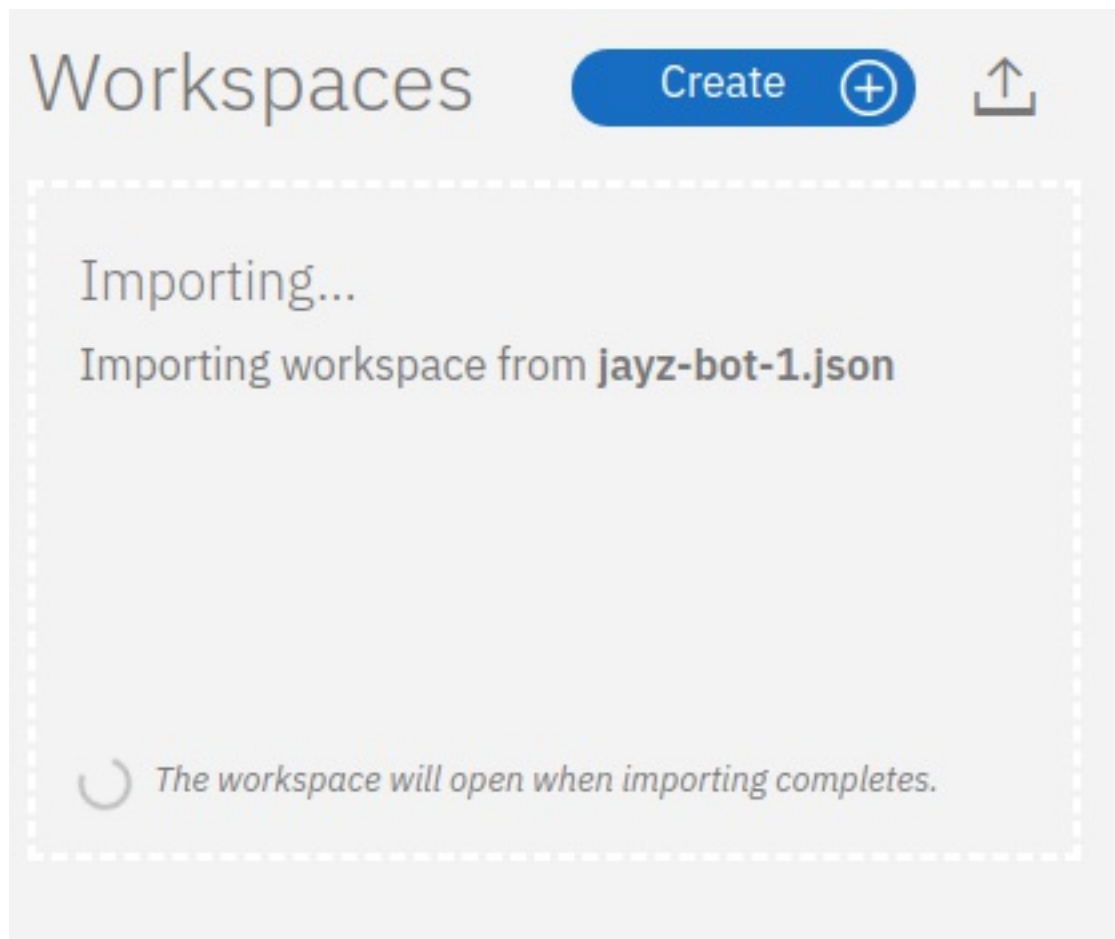 Workspaces
Create
Importing...
Importing workspace from jayz-bot-1.json
The workspace will open when importing completes.